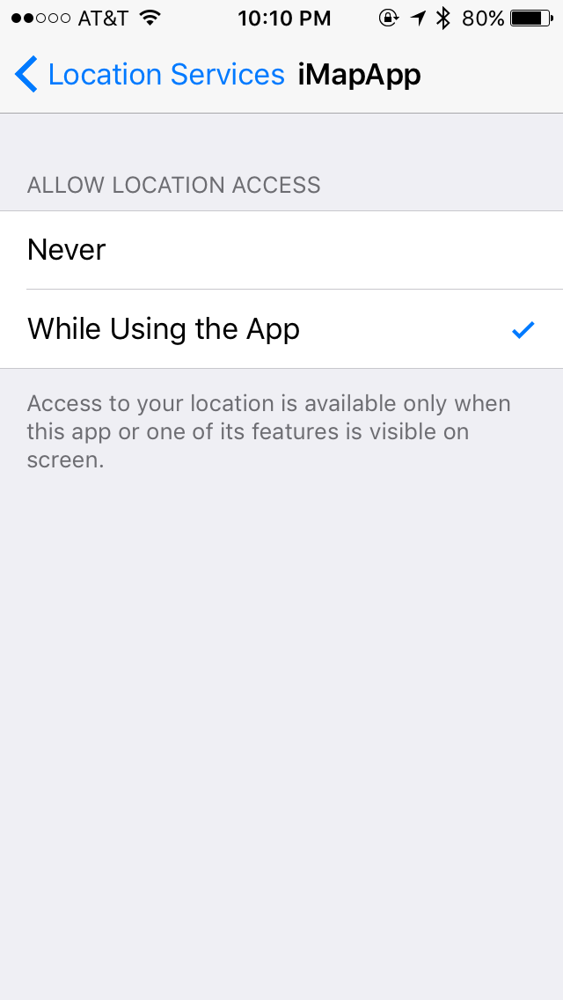 AT&T 10:10 PM 80%
Location Services iMapApp
ALLOW LOCATION ACCESS
Never
While Using the App
Access to your location is available only when
this app or one of its features is visible on
screen.